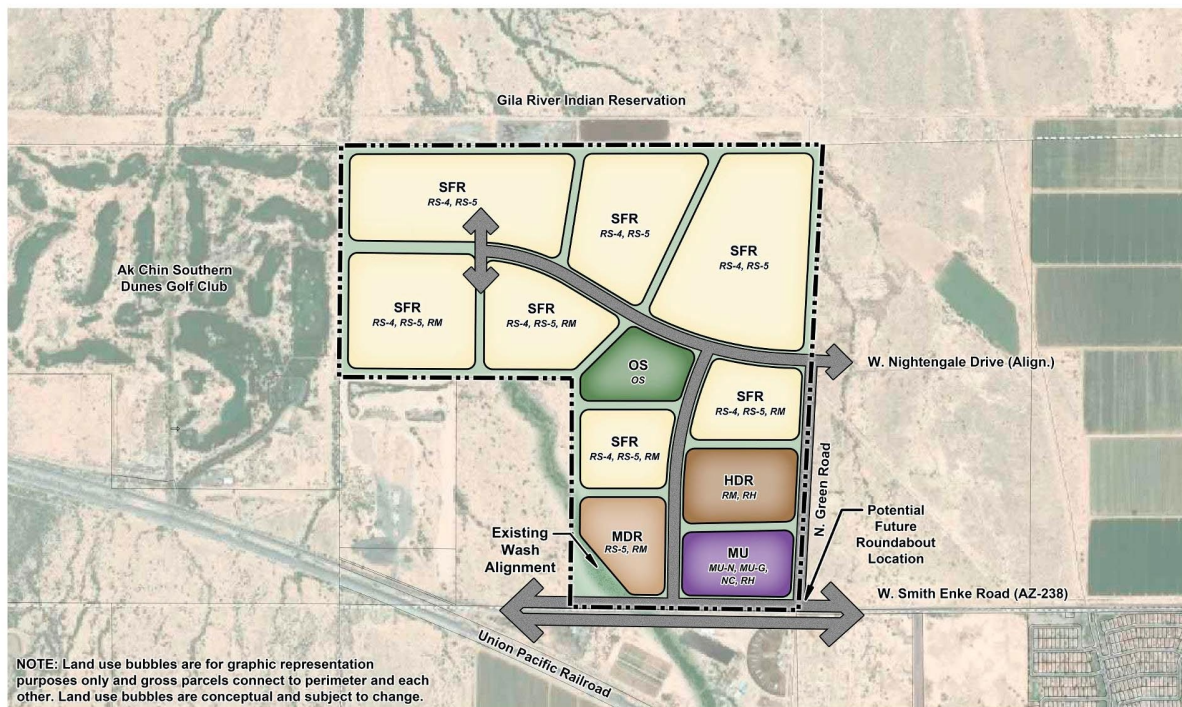 Gila River Indian Reservation
SFR
RS-4, RS-5
SFR
RS-4, RS-5
SFR
RS-4, RS-5
Ak Chin Southern
Dunes Golf Club
SFR
RS-4, RS-5, RM
SFR
RS-4, RS-5, RM
OS
OS
W. Nightengale Drive (Align.)
SFR
RS-4, RS-5, RM
SFR
RS-4, RS-5, RM
HDR
RM, RH
N. Green Road
Potential
Future
Roundabout
Location
Existing
Wash
Alignment
MDR
RS-5, RM
MU
MU-N, MU-G,
NC, RH
W. Smith Enke Road (AZ-238)
Union Pacific Railroad
NOTE: Land use bubbles are for graphic representation
purposes only and gross parcels connect to perimeter and each
other. Land use bubbles are conceptual and subject to change.